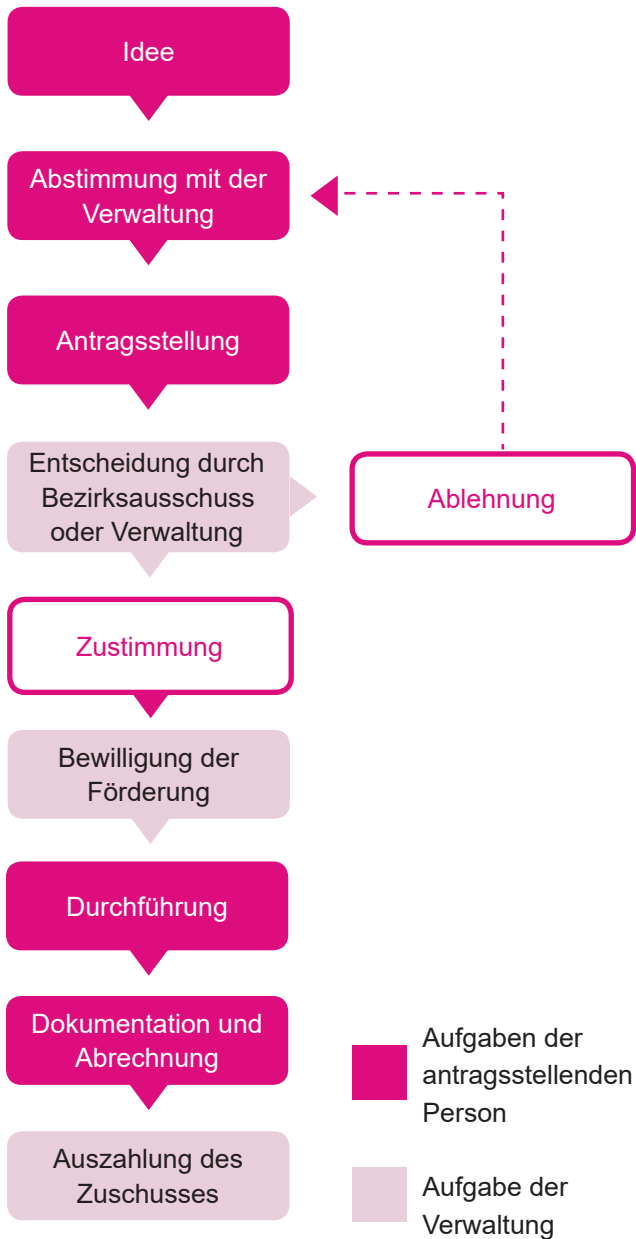 Idee
Abstimmung mit der
Verwaltung
Antragsstellung
Entscheidung durch
Bezirksausschuss
oder Verwaltung
Ablehnung
Zustimmung
Bewilligung der
Förderung
Durchführung
Dokumentation und
Abrechnung
Auszahlung des
Zuschusses
Aufgaben der
antragsstellenden
Person
Aufgabe der
Verwaltung